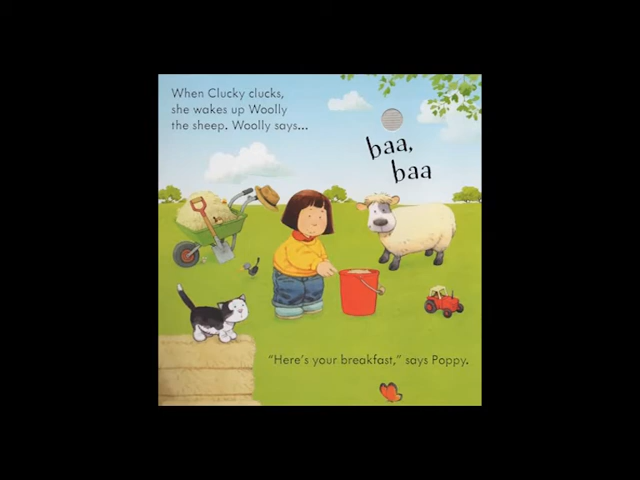 When Clucky clucks,
she wakes up Woolly
the sheep. Woolly says...
baa,
baa
"Here's your breakfast," says Poppy.